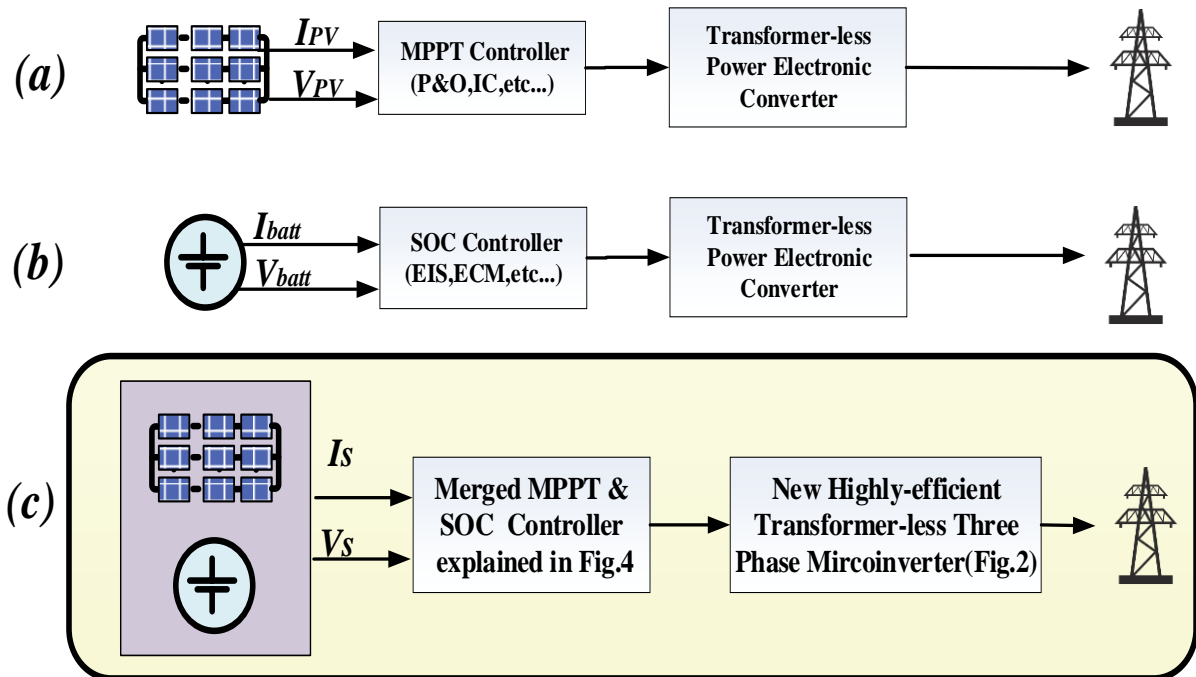 (a)
IPV
VPV
MPPT Controller
(P&O,IC,etc...)
Transformer-less
Power Electronic
Converter
(b)
Ibatt
Vbatt
SOC Controller
(EIS,ECM,etc...)
Transformer-less
Power Electronic
Converter
(c)
IS
VS
Merged MPPT &
SOC Controller
explained in Fig.4
New Highly-efficient
Transformer-less Three
Phase Mircoinverter(Fig.2)